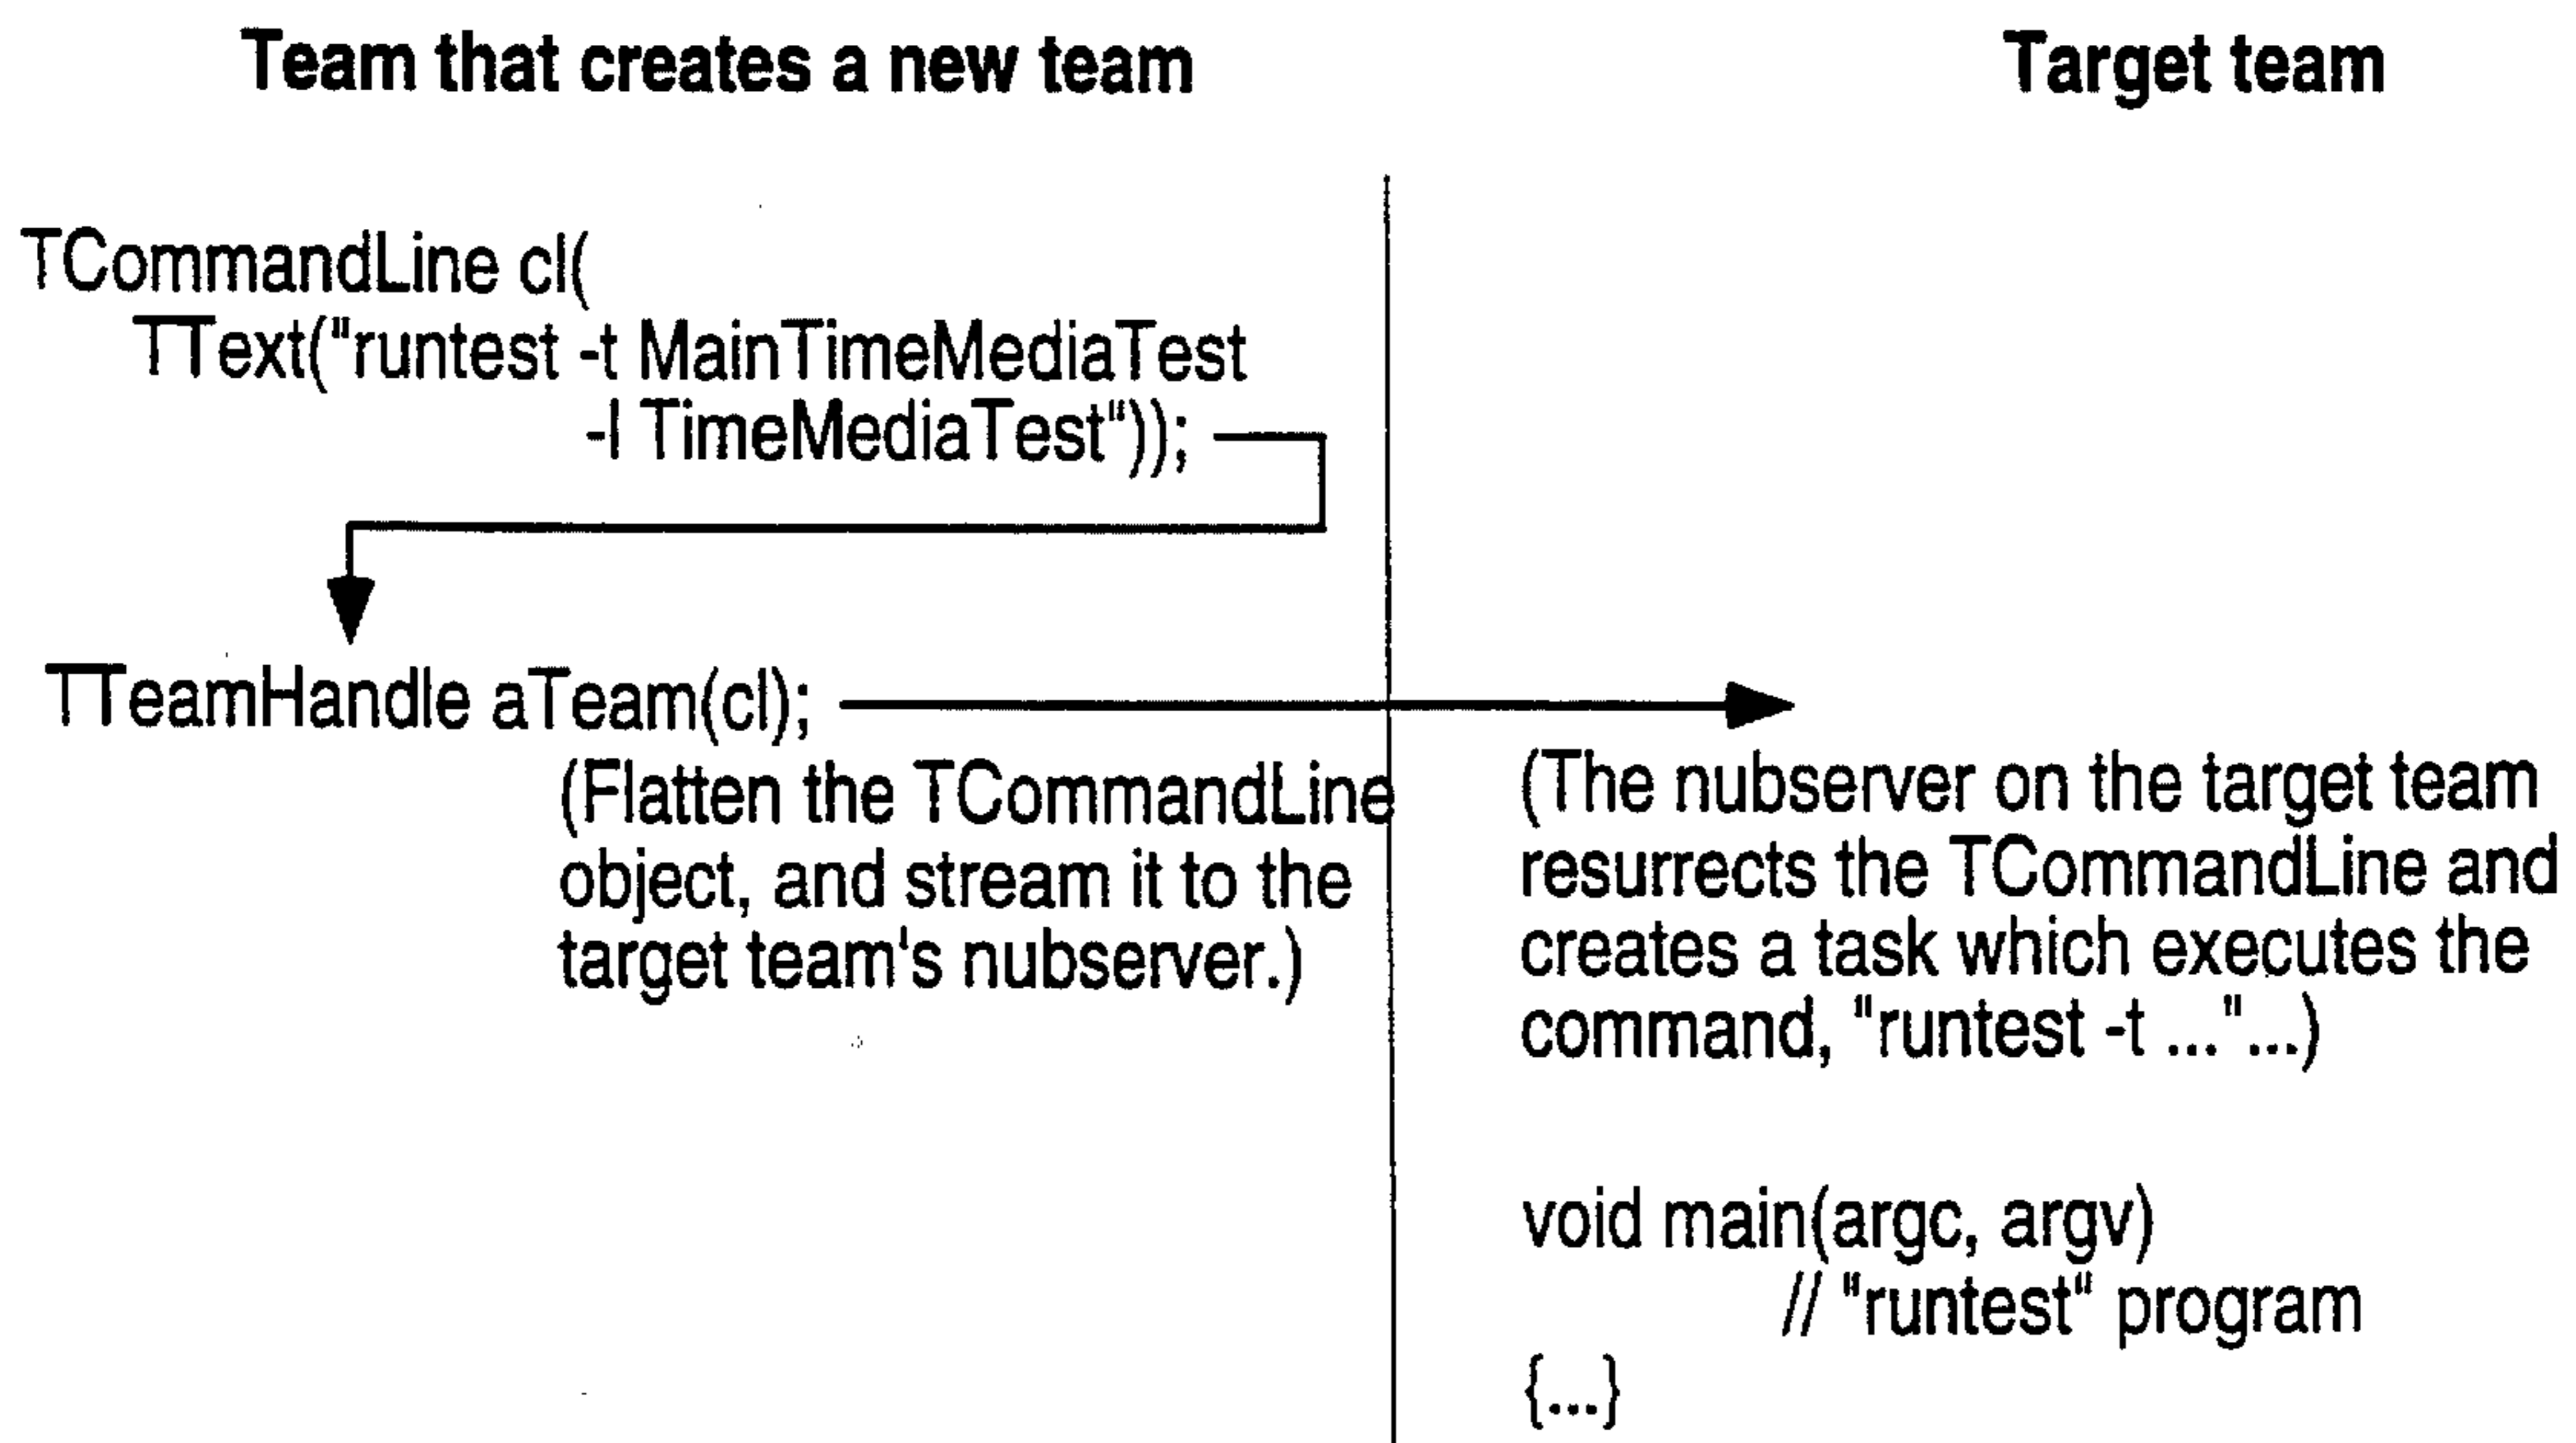 Team that creates a new team
Target team
TCommandLine cl(
TText("runtest -t MainTimeMediaTest
-l TimeMediaTest"));
TTeamHandle aTeam(cl);
(Flatten the TCommandLine
object, and stream it to the
target team's nubserver.)
(The nubserver on the target team
resurrects the TCommandLine and
creates a task which executes the
command, "runtest -t ..."...)
void main(argc, argv)
// "runtest" program
{...}